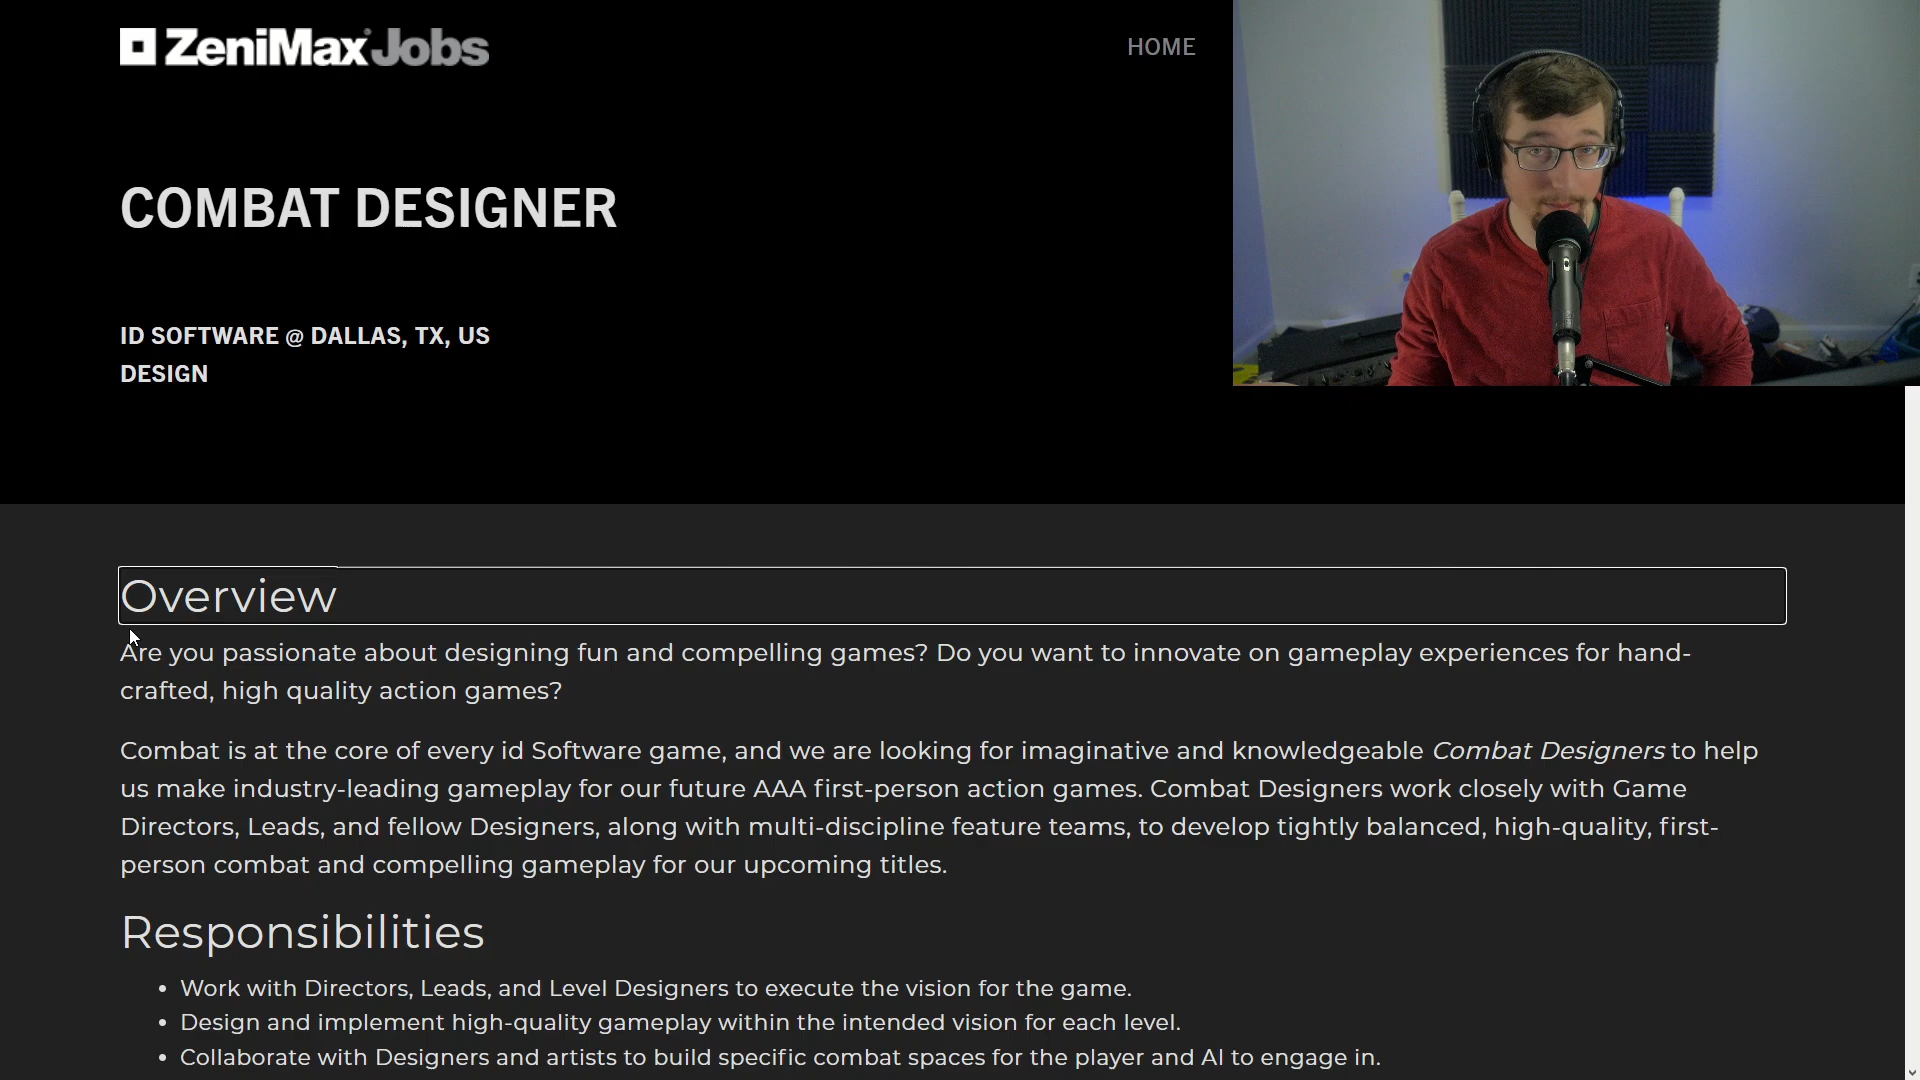 ZeniMax Jobs
HOME
COMBAT DESIGNER
ID SOFTWARE @ DALLAS, TX, US
DESIGN
Overview
Are you passionate about designing fun and compelling games? Do you want to innovate on gameplay experiences for hand-
crafted, high quality action games?
Combat is at the core of every id Software game, and we are looking for imaginative and knowledgeable Combat Designers to help
us make industry-leading gameplay for our future AAA first-person action games. Combat Designers work closely with Game
Directors, Leads, and fellow Designers, along with multi-discipline feature teams, to develop tightly balanced, high-quality, first-
person combat and compelling gameplay for our upcoming titles.
Responsibilities
• Work with Directors, Leads, and Level Designers to execute the vision for the game.
• Design and implement high-quality gameplay within the intended vision for each level.
• Collaborate with Designers and artists to build specific combat spaces for the player and AI to engage in.